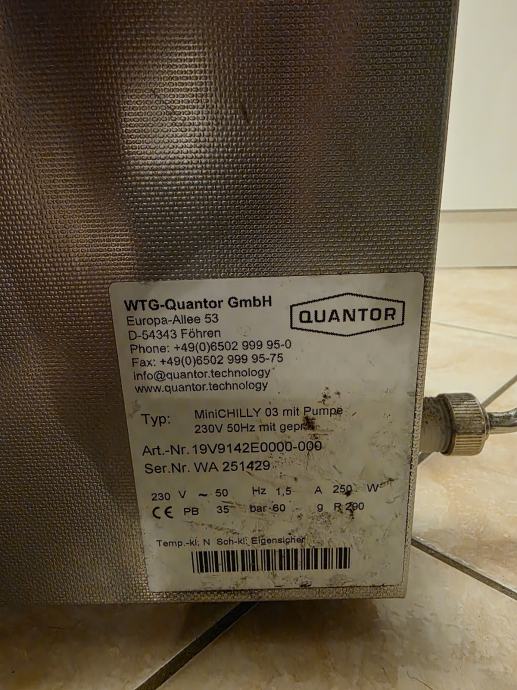 WTG-Quantor GmbH
Europa-Allee 53
D-54343 Föhren
Phone: +49(0)6502 999 95-0
Fax: +49(0)6502 999 95-75
info@quantor.technology
www.quantor.technology
QUANTOR
Typ: MiniCHILLY 03 mit Pumpe
230V 50Hz mit
Art.-Nr. 19V9142E0000-000
Ser.Nr. WA 251429
230 V ~ 50 Hz 1,5 A 250 W
CE PB 35 bar 60 g R 290
Temp.-kl; N Sch-kl; Eigensicher